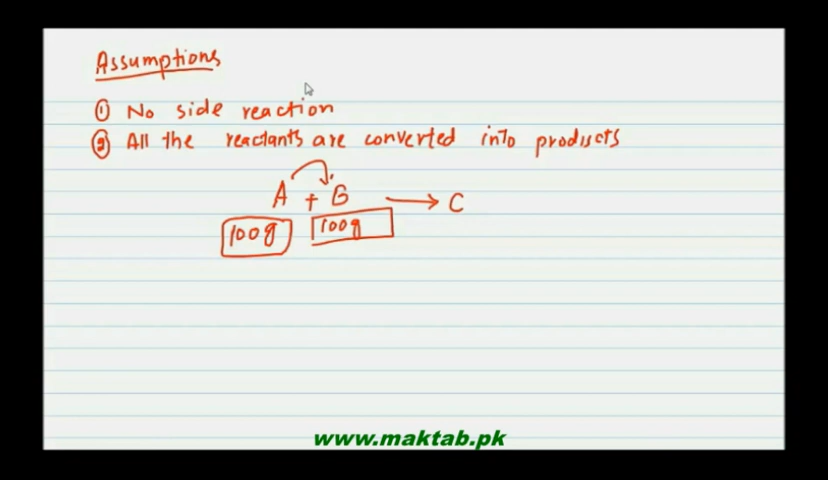 Assumptions
① No side reaction
② All the reactants are converted into products
A + B → C
100g 100g
www.maktab.pk